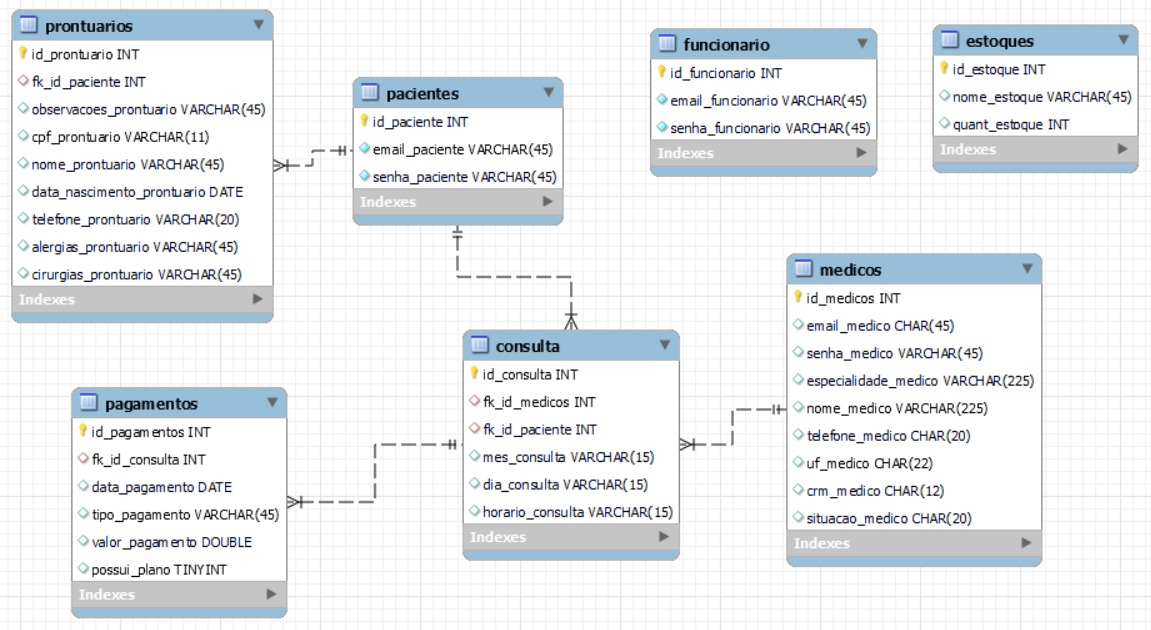 prontuarios
id_prontuario INT
fk_id_paciente INT
observacoes_prontuario VARCHAR(45)
cpf_prontuario VARCHAR(11)
nome_prontuario VARCHAR(45)
data_nascimento_prontuario DATE
telefone_prontuario VARCHAR(20)
alergias_prontuario VARCHAR(45)
cirurgias_prontuario VARCHAR(45)
Indexes
pacientes
id_paciente INT
email_paciente VARCHAR(45)
senha_paciente VARCHAR(45)
Indexes
funcionario
id_funcionario INT
email_funcionario VARCHAR(45)
senha_funcionario VARCHAR(45)
Indexes
estoques
id_estoque INT
nome_estoque VARCHAR(45)
quant_estoque INT
Indexes
pagamentos
id_pagamentos INT
fk_id_consulta INT
data_pagamento DATE
tipo_pagamento VARCHAR(45)
valor_pagamento DOUBLE
possui_plano TINYINT
Indexes
consulta
id_consulta INT
fk_id_medicos INT
fk_id_paciente INT
mes_consulta VARCHAR(15)
dia_consulta VARCHAR(15)
horario_consulta VARCHAR(15)
Indexes
medicos
id_medicos INT
email_medico CHAR(45)
senha_medico VARCHAR(45)
especialidade_medico VARCHAR(225)
nome_medico VARCHAR(225)
telefone_medico CHAR(20)
uf_medico CHAR(22)
crm_medico CHAR(12)
situacao_medico CHAR(20)
Indexes